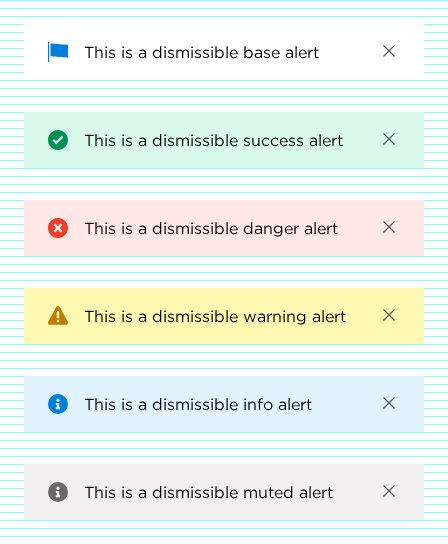 This is a dismissible base alert
This is a dismissible success alert
This is a dismissible danger alert
This is a dismissible warning alert
This is a dismissible info alert
This is a dismissible muted alert